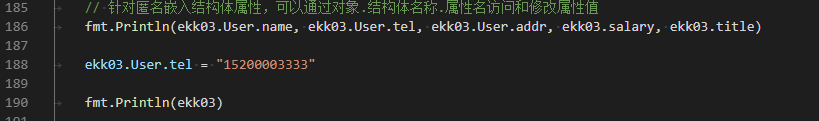 185 // 针对匿名嵌入结构体属性，可以通过对象.结构体名称.属性名访问和修改属性值
186 fmt.Println(ekk03.User.name, ekk03.User.tel, ekk03.User.addr, ekk03.salary, ekk03.title)
187
188 ekk03.User.tel = "15200003333"
189
190 fmt.Println(ekk03)
191